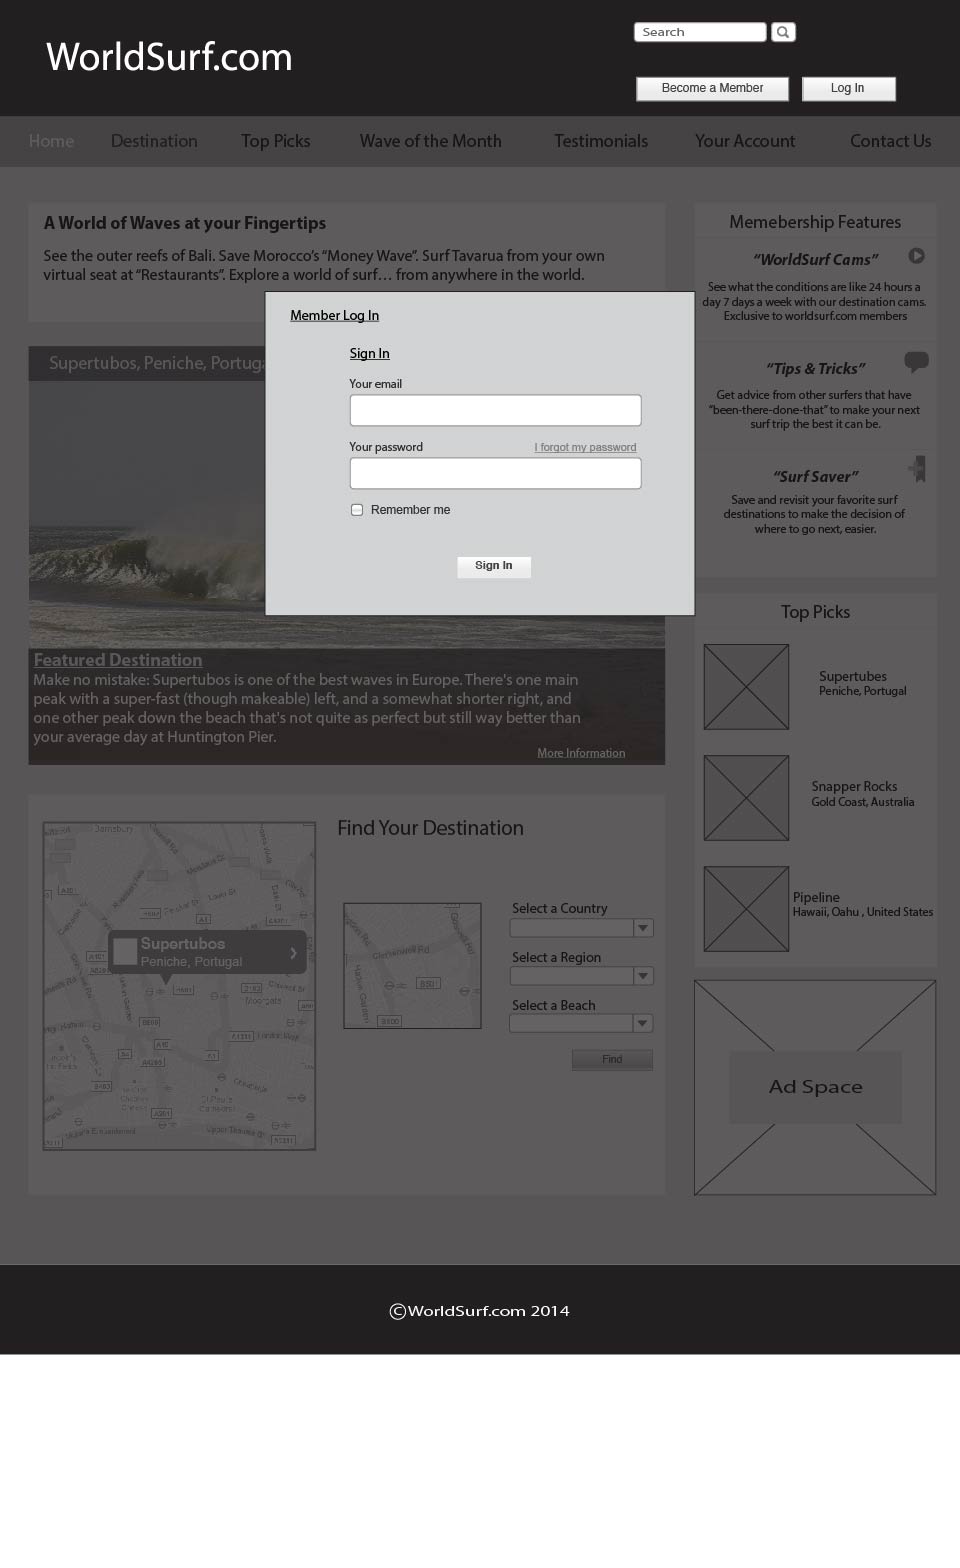 WorldSurf.com
Search
Become a Member
Log In
Home
Destination
Top Picks
Wave of the Month
Testimonials
Your Account
Contact Us
A World of Waves at your Fingertips
See the outer reefs of Bali. Save Morocco's "Money Wave". Surf Tavarua from your own
virtual seat at "Restaurants". Explore a world of surf… from anywhere in the world.
Member Log In
Sign In
Your email
Your password
I forgot my password
Remember me
Sign In
Supertubos, Peniche, Portuga
Featured Destination
Make no mistake: Supertubos is one of the best waves in Europe. There's one main
peak with a super-fast (though makeable) left, and a somewhat shorter right, and
one other peak down the beach that's not quite as perfect but still way better than
your average day at Huntington Pier.
More Information
Memebership Features
"WorldSurf Cams"
See what the conditions are like 24 hours a
day 7 days a week with our destination cams.
Exclusive to worldsurf.com members
"Tips & Tricks"
Get advice from other surfers that have
"been-there-done-that" to make your next
surf trip the best it can be.
"Surf Saver"
Save and revisit your favorite surf
destinations to make the decision of
where to go next, easier.
Top Picks
Supertubes
Peniche, Portugal
Snapper Rocks
Gold Coast, Australia
Pipeline
Hawaii, Oahu , United States
Find Your Destination
Supertubos
Peniche, Portugal
Clerkenwell Rd
Select a Country
Select a Region
Select a Beach
Find
Ad Space
©WorldSurf.com 2014